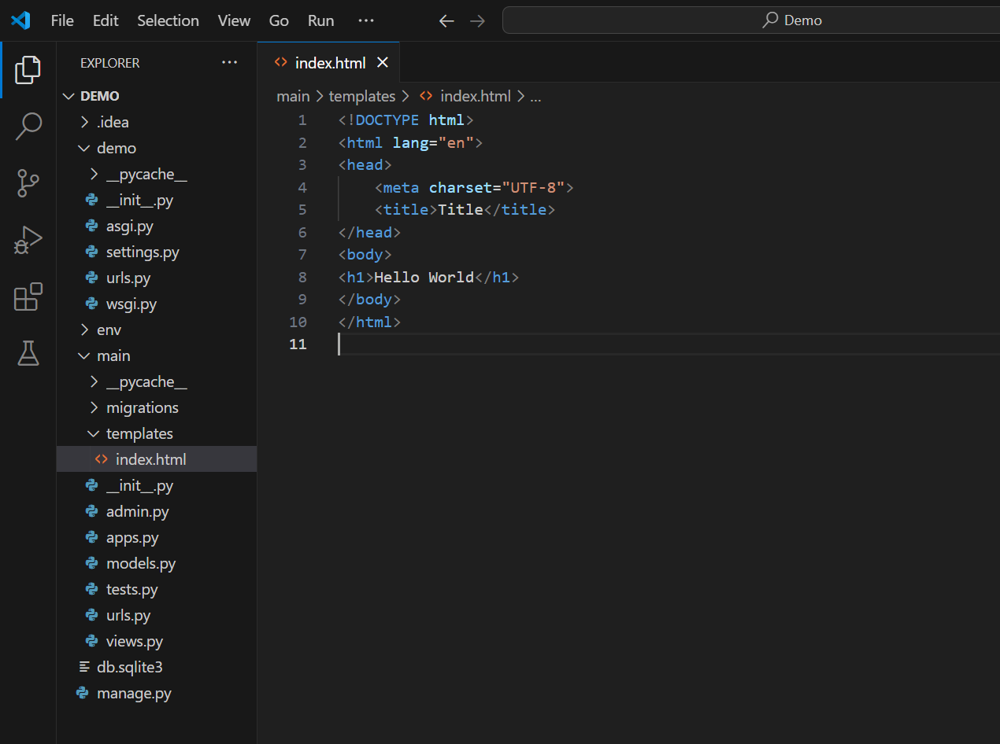 File Edit Selection View Go Run ···
Demo
EXPLORER ···
DEMO
.idea
demo
__pycache__
__init__.py
asgi.py
settings.py
urls.py
wsgi.py
env
main
__pycache__
migrations
templates
index.html
__init__.py
admin.py
apps.py
models.py
tests.py
urls.py
views.py
db.sqlite3
manage.py
index.html
main > templates > index.html > ...
1 <!DOCTYPE html>
2 <html lang="en">
3 <head>
4     <meta charset="UTF-8">
5     <title>Title</title>
6 </head>
7 <body>
8 <h1>Hello World</h1>
9 </body>
10 </html>
11